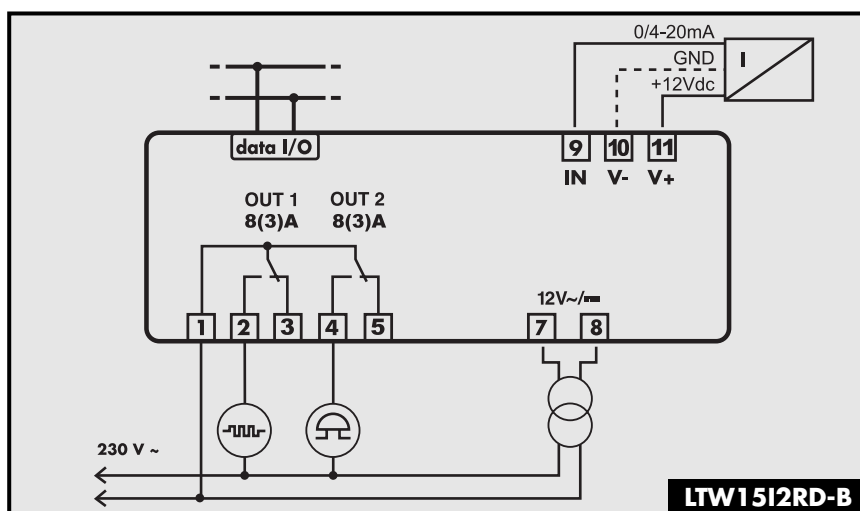 0/4-20mA
GND
+12Vdc
I
data I/O
9 10 11
IN V- V+
OUT 1 OUT 2
8(3)A 8(3)A
12V~/⎓
1 2 3 4 5 7 8
230 V ~
LTW15I2RD-B